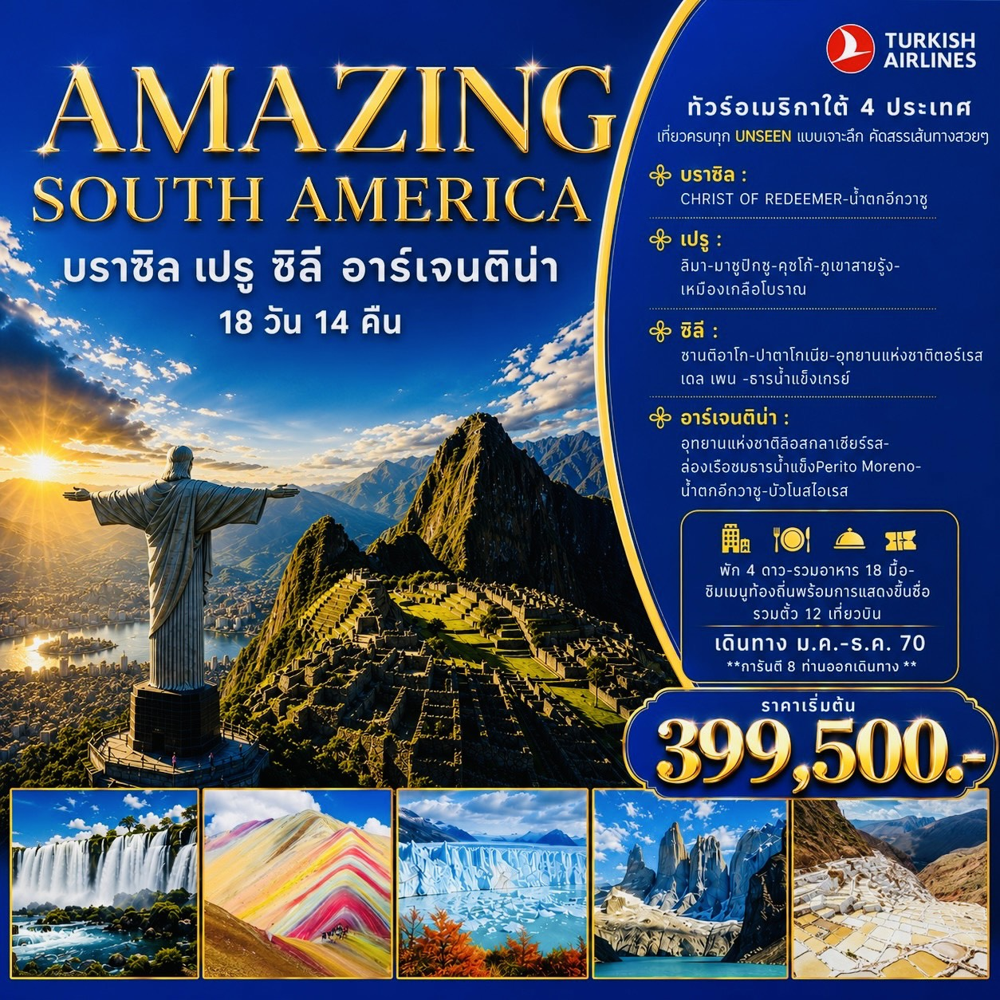 TURKISH
AIRLINES
AMAZING
SOUTH AMERICA
บราซิล เปรู ชิลี อาร์เจนติน่า
18 วัน 14 คืน
ทัวร์อเมริกาใต้ 4 ประเทศ
เที่ยวครบทุก UNSEEN แบบเจาะลึก คัดสรรเส้นทางสวยๆ
บราซิล :
CHRIST OF REDEEMER-น้ำตกอีกวาซู
เปรู :
ลิมา-มาชูปิกชู-คุซโก้-ภูเขาสายรุ้ง-
เหมืองเกลือโบราณ
ชิลี :
ซานติอาโก-ปาตาโกเนีย-อุทยานแห่งชาติตอร์เรส
เดล เพน -ธารน้ำแข็งเกรย์
อาร์เจนติน่า :
อุทยานแห่งชาติลิอสกลาเซียร์รส-
ล่องเรือชมธารน้ำแข็งPerito Moreno-
น้ำตกอีกวาซู-บัวโนสไอเรส
พัก 4 ดาว-รวมอาหาร 18 มื้อ-
ชิมเมนูท้องถิ่นพร้อมการแสดงขึ้นชื่อ
รวมตั้ว 12 เที่ยวบิน
เดินทาง ม.ค.-ธ.ค. 70
**การันตี 8 ท่านออกเดินทาง **
ราคาเริ่มต้น
399,500.-